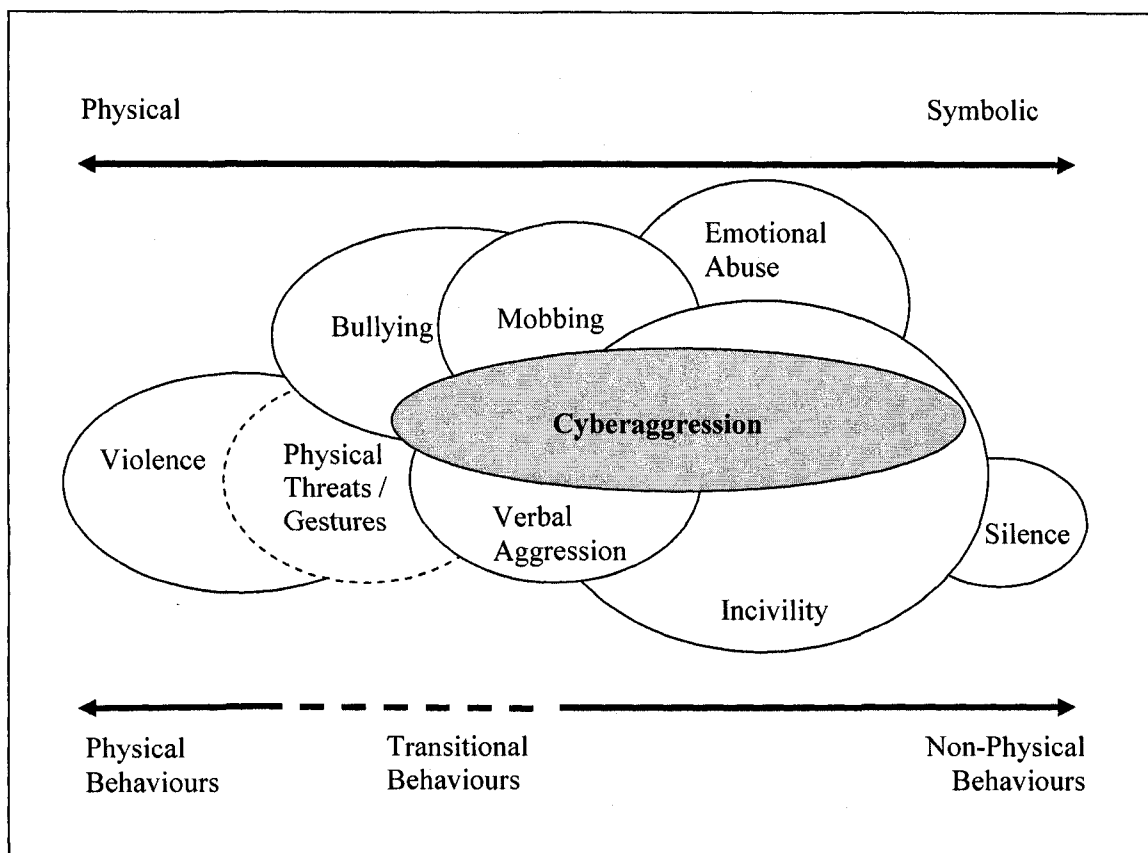 Physical
Symbolic
Emotional
Abuse
Bullying
Mobbing
Cyberaggression
Violence
Physical
Threats /
Gestures
Verbal
Aggression
Silence
Incivility
Physical
Behaviours
Transitional
Behaviours
Non-Physical
Behaviours